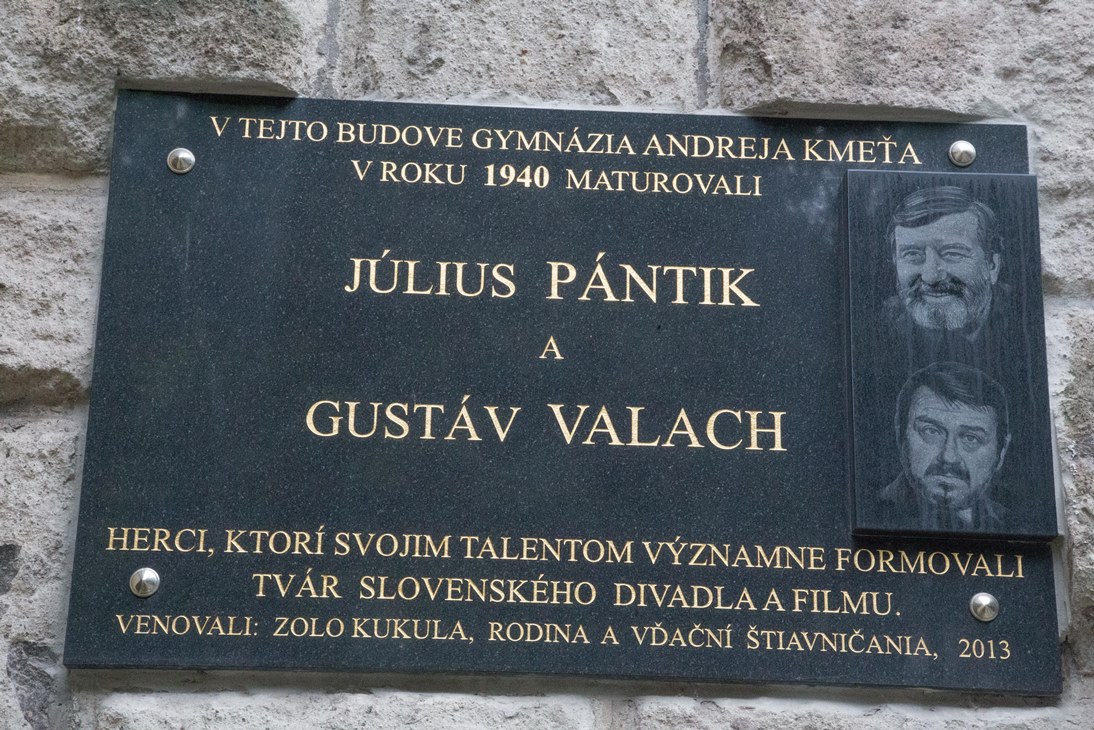 V TEJTO BUDOVE GYMNÁZIA ANDREJA KMEŤA
V ROKU 1940 MATUROVALI
JÚLIUS PÁNTIK
A
GUSTÁV VALACH
HERCI, KTORÍ SVOJIM TALENTOM VÝZNAMNE FORMOVALI
TVÁR SLOVENSKÉHO DIVADLA A FILMU.
VENOVALI: ZOLO KUKULA, RODINA A VĎAČNÍ ŠTIAVNIČANIA, 2013